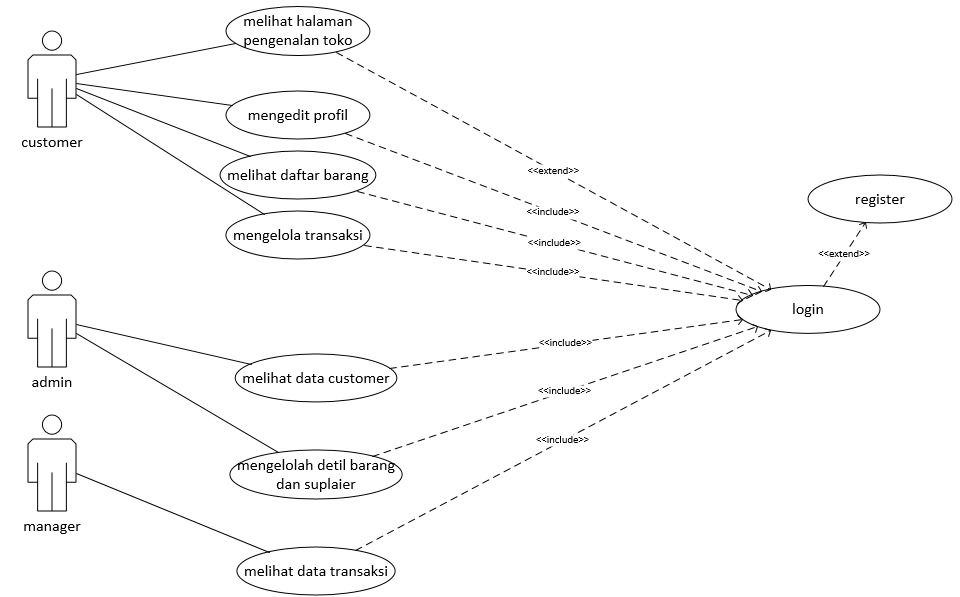 melihat halaman
pengenalan toko
customer
mengedit profil
melihat daftar barang
mengelola transaksi
<<extend>>
<<include>>
<<include>>
<<include>>
register
<<extend>>
login
admin
melihat data customer
<<include>>
mengelolah detil barang
dan suplaier
<<include>>
manager
melihat data transaksi
<<include>>